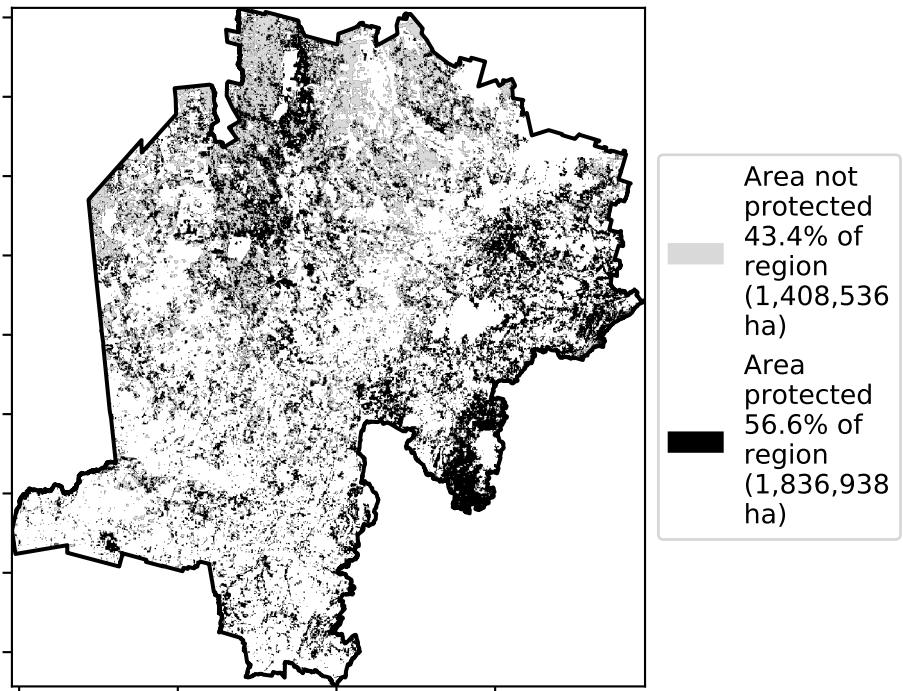 Area not
protected
43.4% of
region
(1,408,536
ha)
Area
protected
56.6% of
region
(1,836,938
ha)